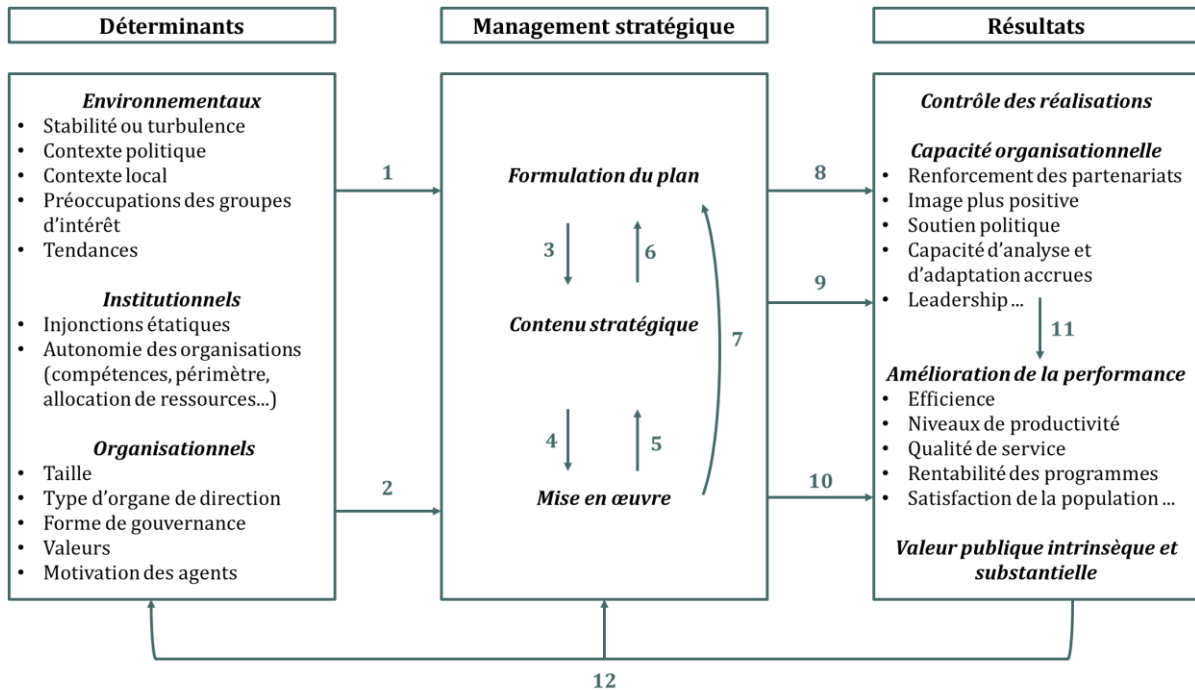 Déterminants
Management stratégique
Résultats
Environnementaux
• Stabilité ou turbulence
• Contexte politique
• Contexte local
• Préoccupations des groupes
d'intérêt
• Tendances
Institutionnels
• Injonctions étatiques
• Autonomie des organisations
(compétences, périmètre,
allocation de ressources...)
Organisationnels
• Taille
• Type d'organe de direction
• Forme de gouvernance
• Valeurs
• Motivation des agents
1
2
Formulation du plan
3
6
Contenu stratégique
7
4
5
Mise en œuvre
8
9
10
Contrôle des réalisations
Capacité organisationnelle
• Renforcement des partenariats
• Image plus positive
• Soutien politique
• Capacité d'analyse et
d'adaptation accrues
• Leadership ...
11
Amélioration de la performance
• Efficience
• Niveaux de productivité
• Qualité de service
• Rentabilité des programmes
• Satisfaction de la population ...
Valeur publique intrinsèque et
substantielle
12